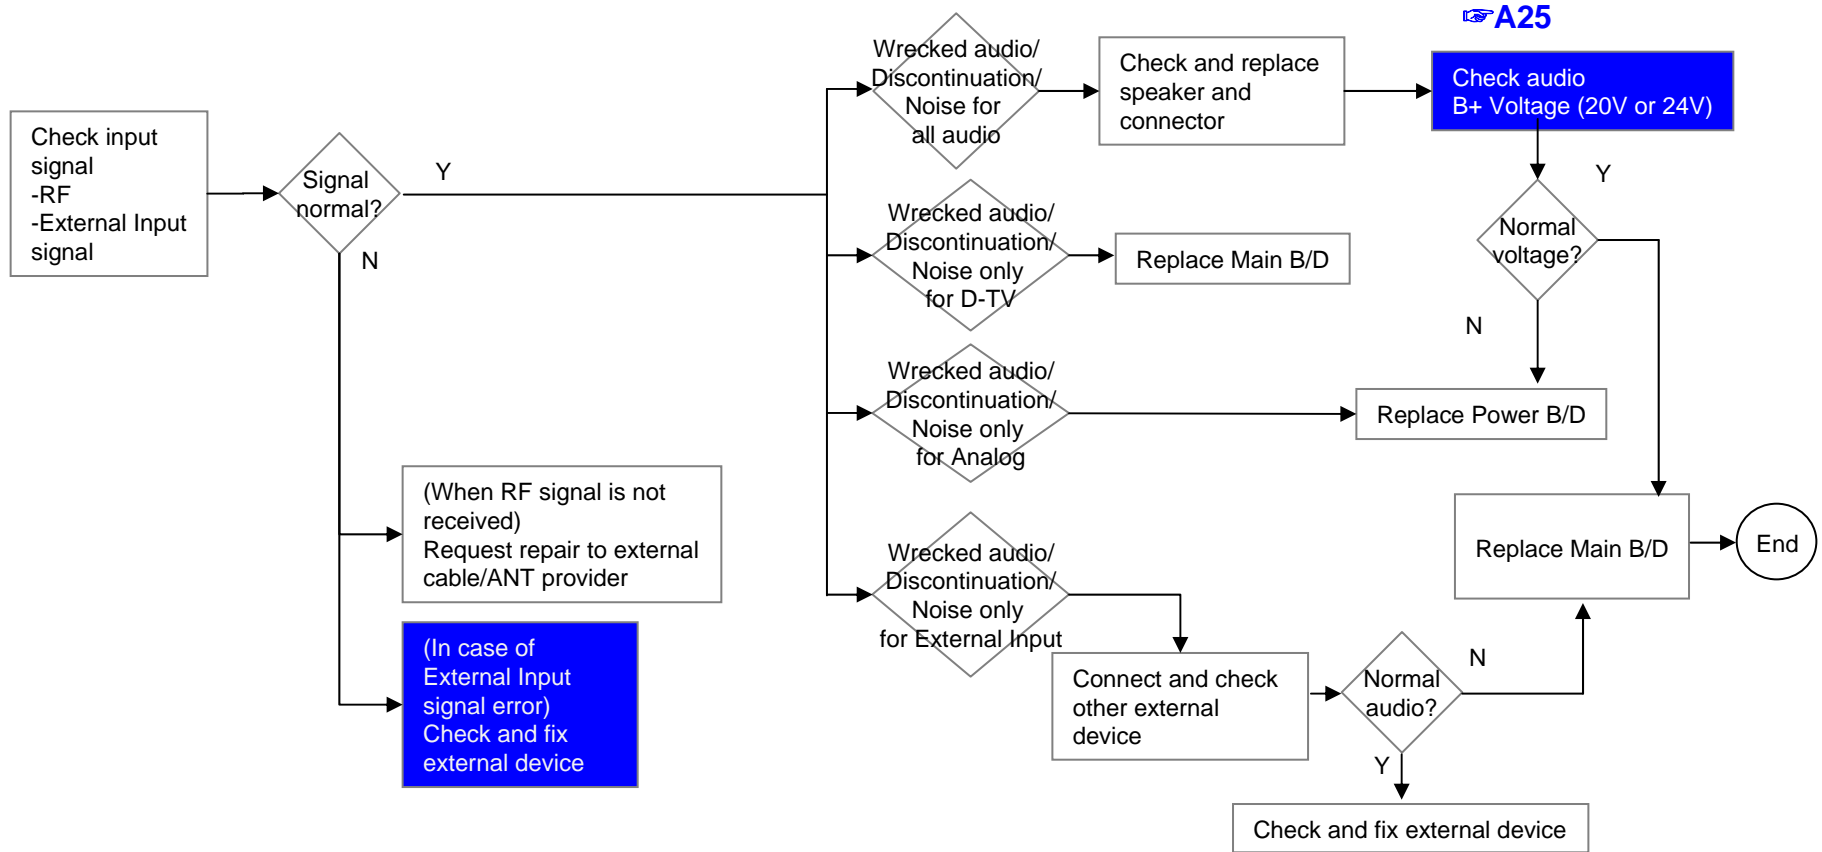 ☞A25
Check input
signal
-RF
-External Input
signal
Signal
normal?
Y
N
(When RF signal is not
received)
Request repair to external
cable/ANT provider
(In case of
External Input
signal error)
Check and fix
external device
Wrecked audio/
Discontinuation/
Noise for
all audio
Check and replace
speaker and
connector
Check audio
B+ Voltage (20V or 24V)
Y
Normal
voltage?
N
Wrecked audio/
Discontinuation/
Noise only
for D-TV
Replace Main B/D
Wrecked audio/
Discontinuation/
Noise only
for Analog
Replace Power B/D
Wrecked audio/
Discontinuation/
Noise only
for External Input
Connect and check
other external
device
Normal
audio?
N
Y
Replace Main B/D
End
Check and fix external device